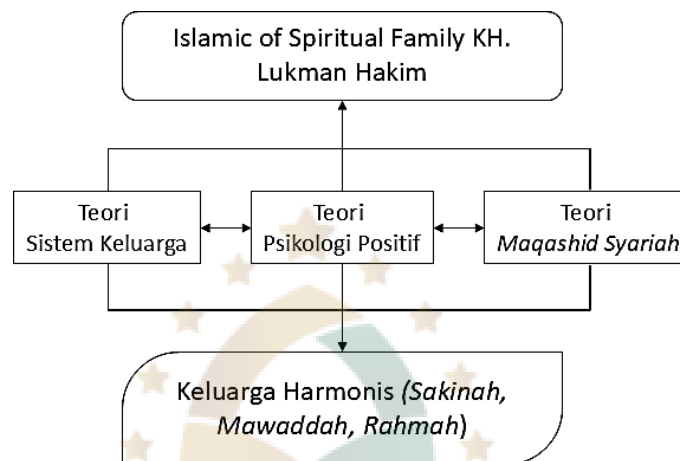 Islamic of Spiritual Family KH.
Lukman Hakim
Teori
Sistem Keluarga
Teori
Psikologi Positif
Teori
Maqashid Syariah
Keluarga Harmonis (Sakinah,
Mawaddah, Rahmah)